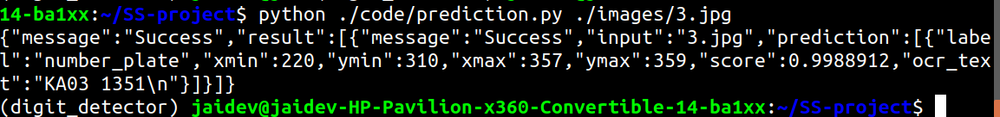 14-ba1xx:~/SS-project$ python ./code/prediction.py ./images/3.jpg
{"message":"Success","result":[{"message":"Success","input":"3.jpg","prediction":[{"labe
l":"number_plate","xmin":220,"ymin":310,"xmax":357,"ymax":359,"score":0.9988912,"ocr_tex
t":"KA03 1351\n"}]}]}
(digit_detector) jaidev@jaidev-HP-Pavilion-x360-Convertible-14-ba1xx:~/SS-project$